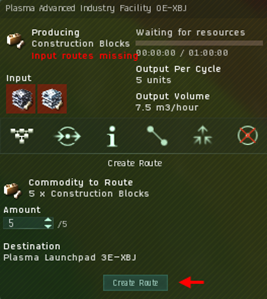 Plasma Advanced Industry Facility 0E-XBJ
Producing
Construction Blocks
Input routes missing
Waiting for resources
00:00:00 / 01:00:00
Input
Output Per Cycle
5 units
Output Volume
7.5 m3/hour
Create Route
Commodity to Route
5 x Construction Blocks
Amount
5 /5
Destination
Plasma Launchpad 3E-XBJ
Create Route